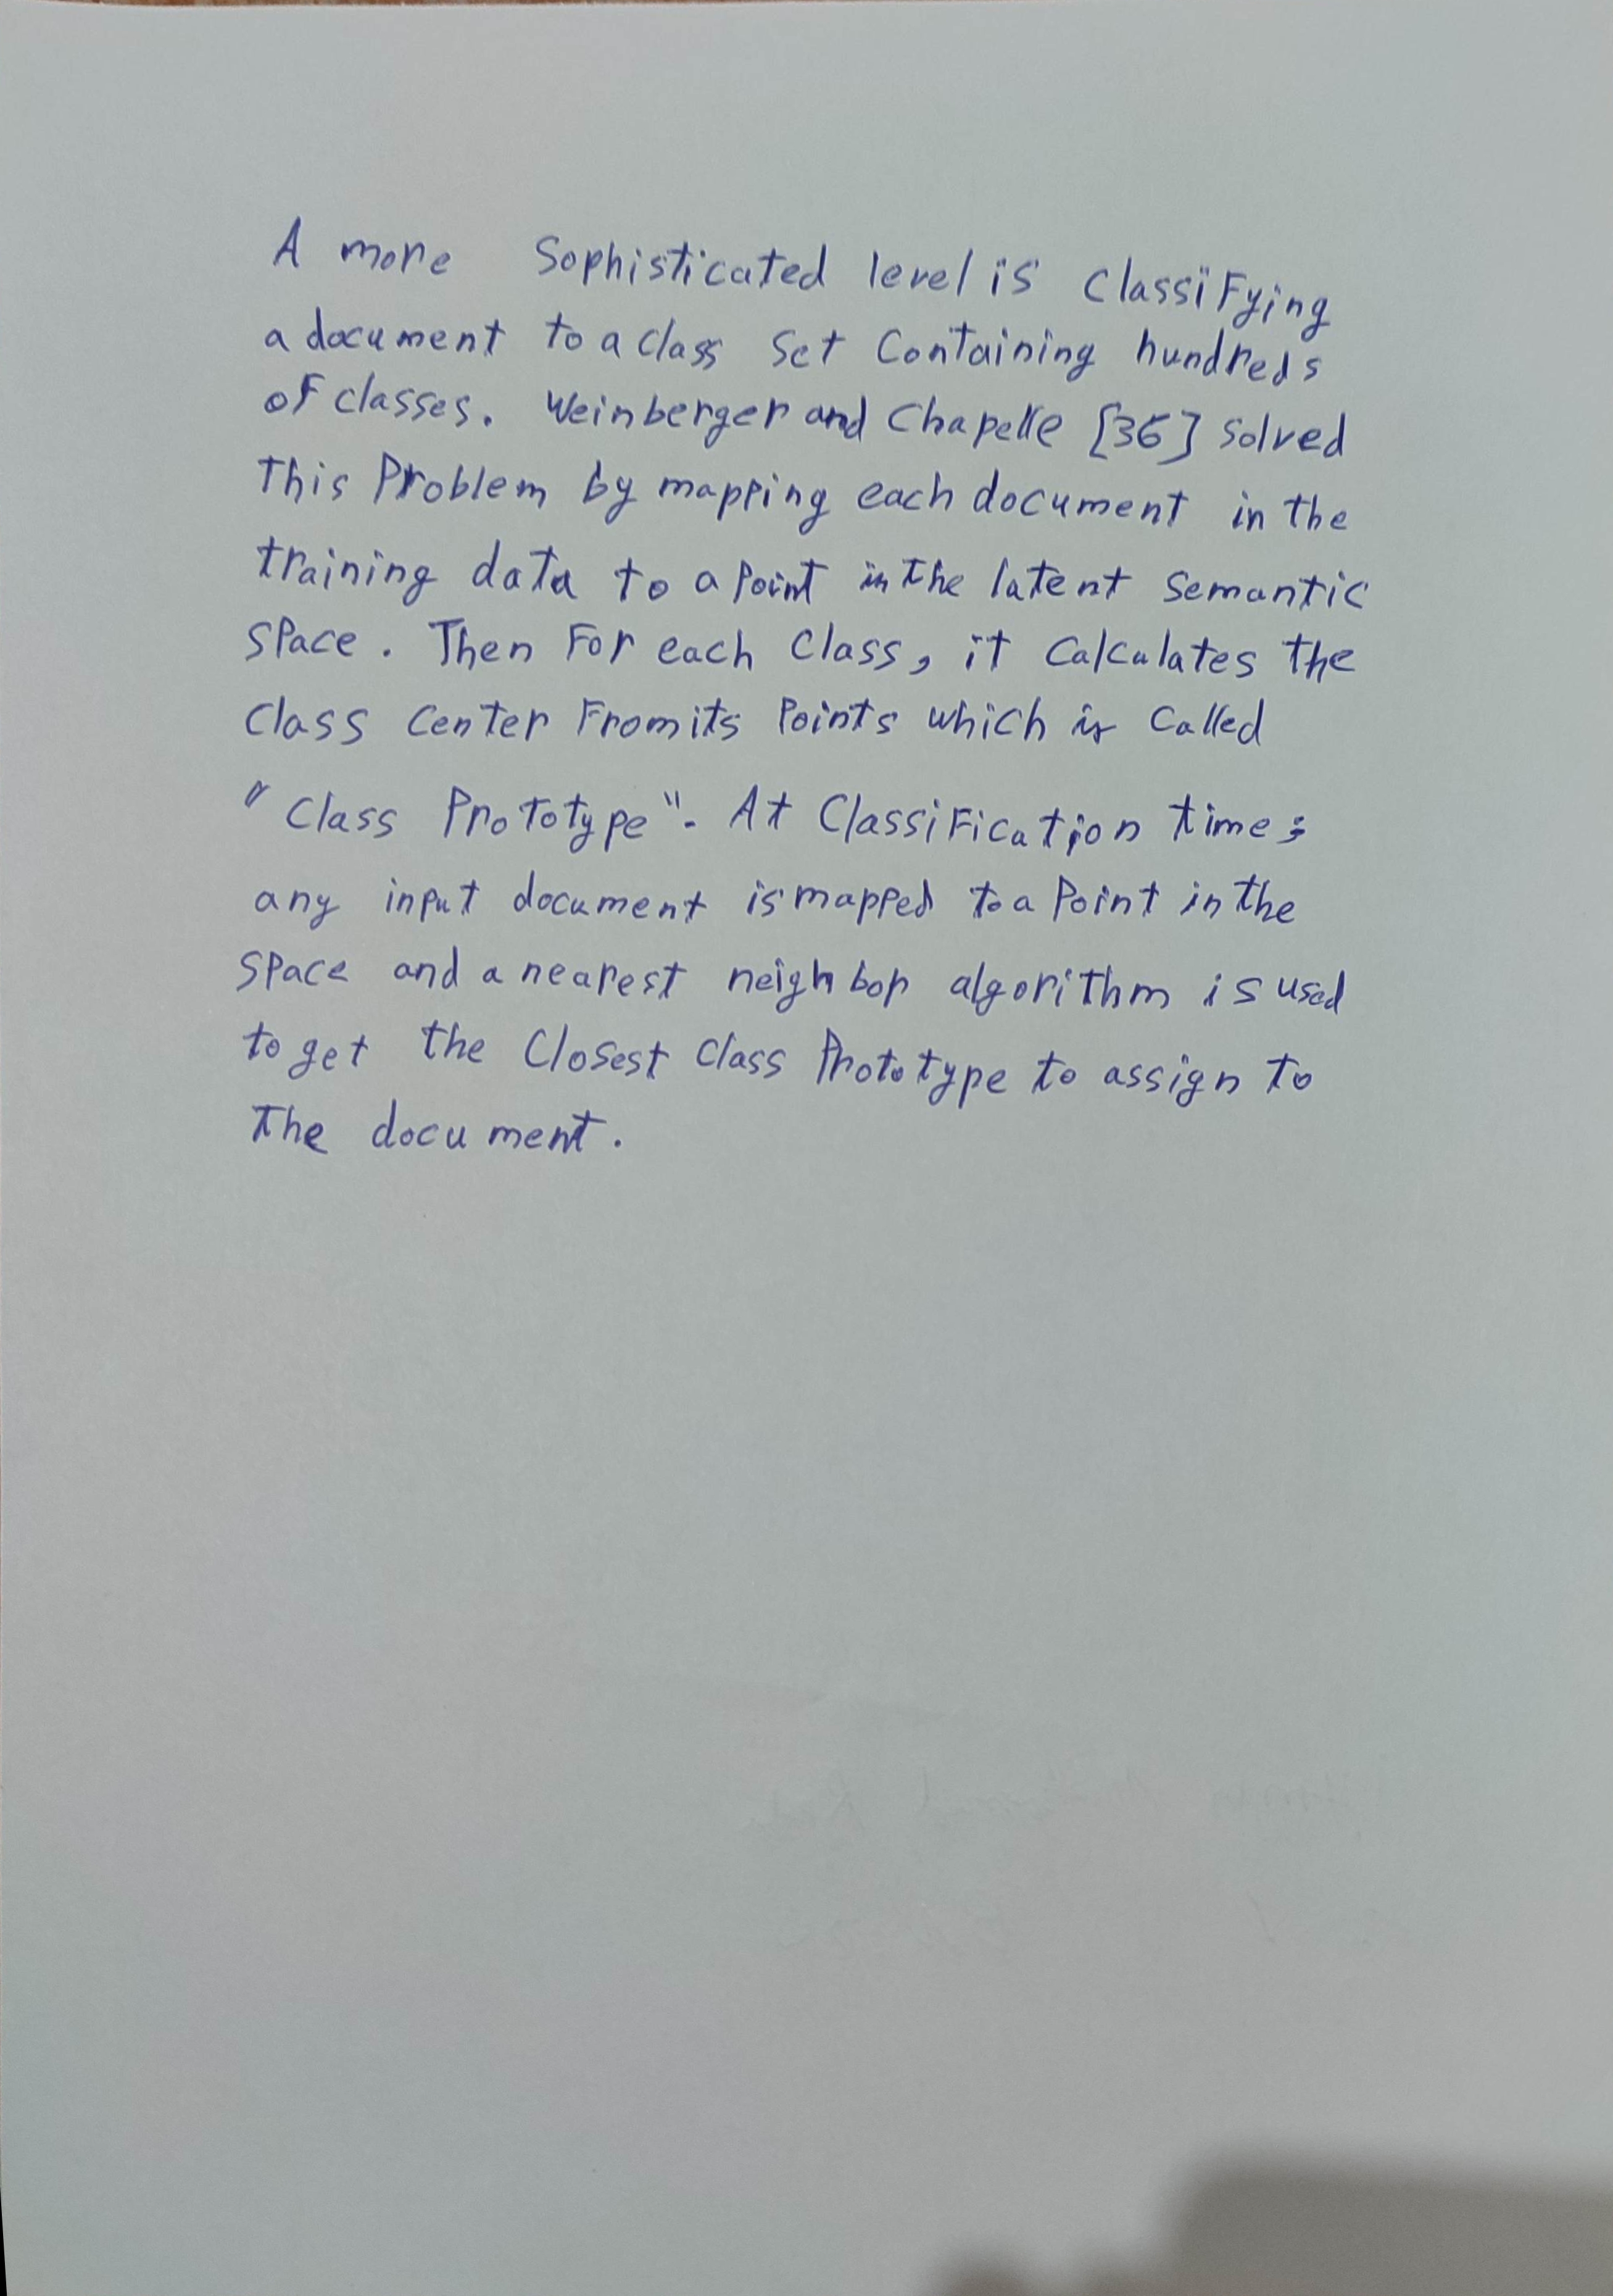 A more Sophisticated level is Classifying
a document to a class set Containing hundreds
of classes. Weinberger and Chapelle [36] solved
This Problem by mapping each document in the
training data to a point in the latent semantic
space. Then For each Class, it Calculates the
Class Center From its Points which is Called
"Class Prototype". At Classification time;
any input document is mapped to a Point in the
space and a nearest neighbor algorithm is used
to get the Closest Class Prototype to assign to
The document.